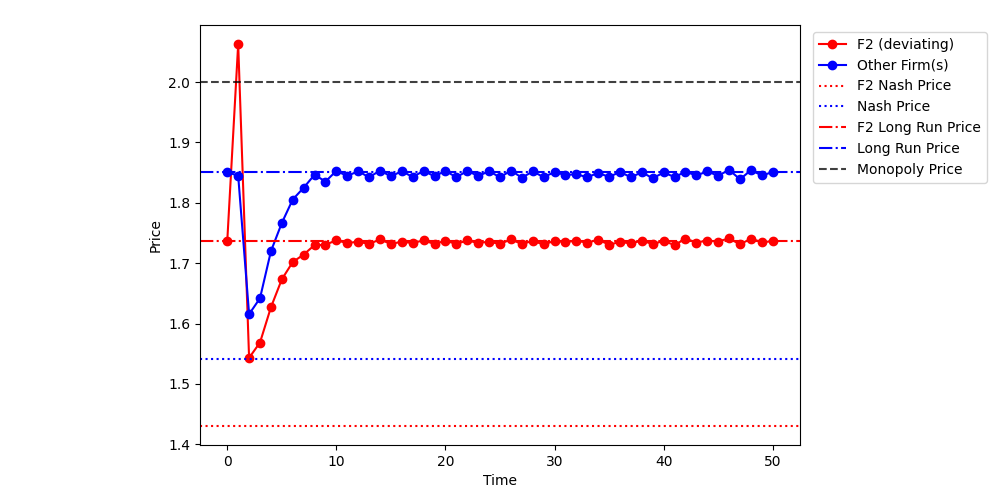 2.0
1.9
1.8
1.7
1.6
1.5
1.4
Price
0
10
20
30
40
50
Time
F2 (deviating)
Other Firm(s)
F2 Nash Price
Nash Price
F2 Long Run Price
Long Run Price
Monopoly Price